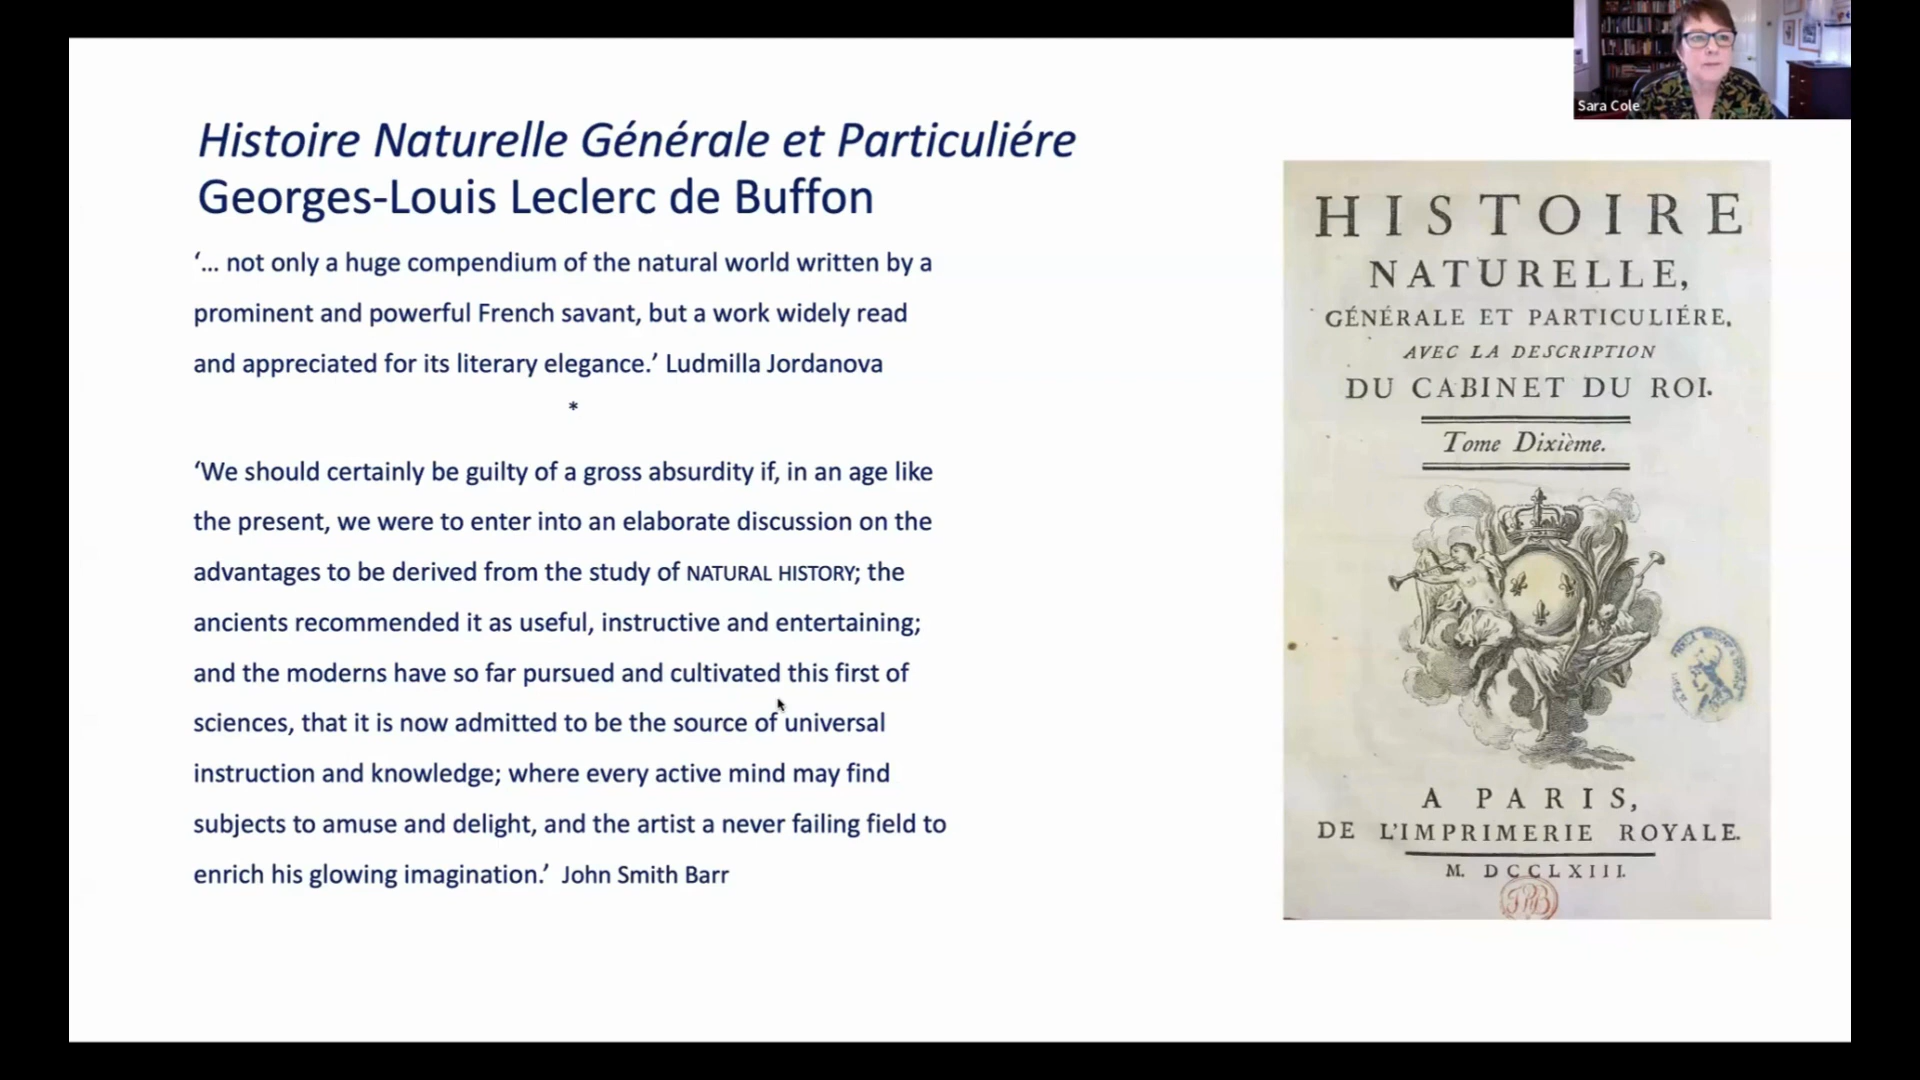 Sara Cole
Histoire Naturelle Générale et Particuliére
Georges-Louis Leclerc de Buffon
‘… not only a huge compendium of the natural world written by a
prominent and powerful French savant, but a work widely read
and appreciated for its literary elegance.’ Ludmilla Jordanova
*
‘We should certainly be guilty of a gross absurdity if, in an age like
the present, we were to enter into an elaborate discussion on the
advantages to be derived from the study of NATURAL HISTORY; the
ancients recommended it as useful, instructive and entertaining;
and the moderns have so far pursued and cultivated this first of
sciences, that it is now admitted to be the source of universal
instruction and knowledge; where every active mind may find
subjects to amuse and delight, and the artist a never failing field to
enrich his glowing imagination.’ John Smith Barr
HISTOIRE
NATURELLE,
GÉNÉRALE ET PARTICULIÉRE,
AVEC LA DESCRIPTION
DU CABINET DU ROI.
Tome Dixième.
A PARIS,
DE L'IMPRIMERIE ROYALE.
M. DCCLXIII.